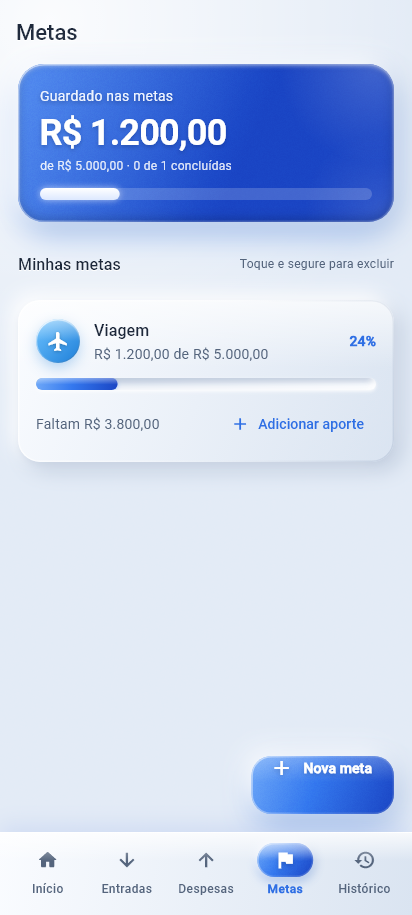 Metas
Guardado nas metas
R$ 1.200,00
de R$ 5.000,00 · 0 de 1 concluídas
Minhas metas
Toque e segure para excluir
Viagem
R$ 1.200,00 de R$ 5.000,00
24%
Faltam R$ 3.800,00
Adicionar aporte
Nova meta
Início
Entradas
Despesas
Metas
Histórico